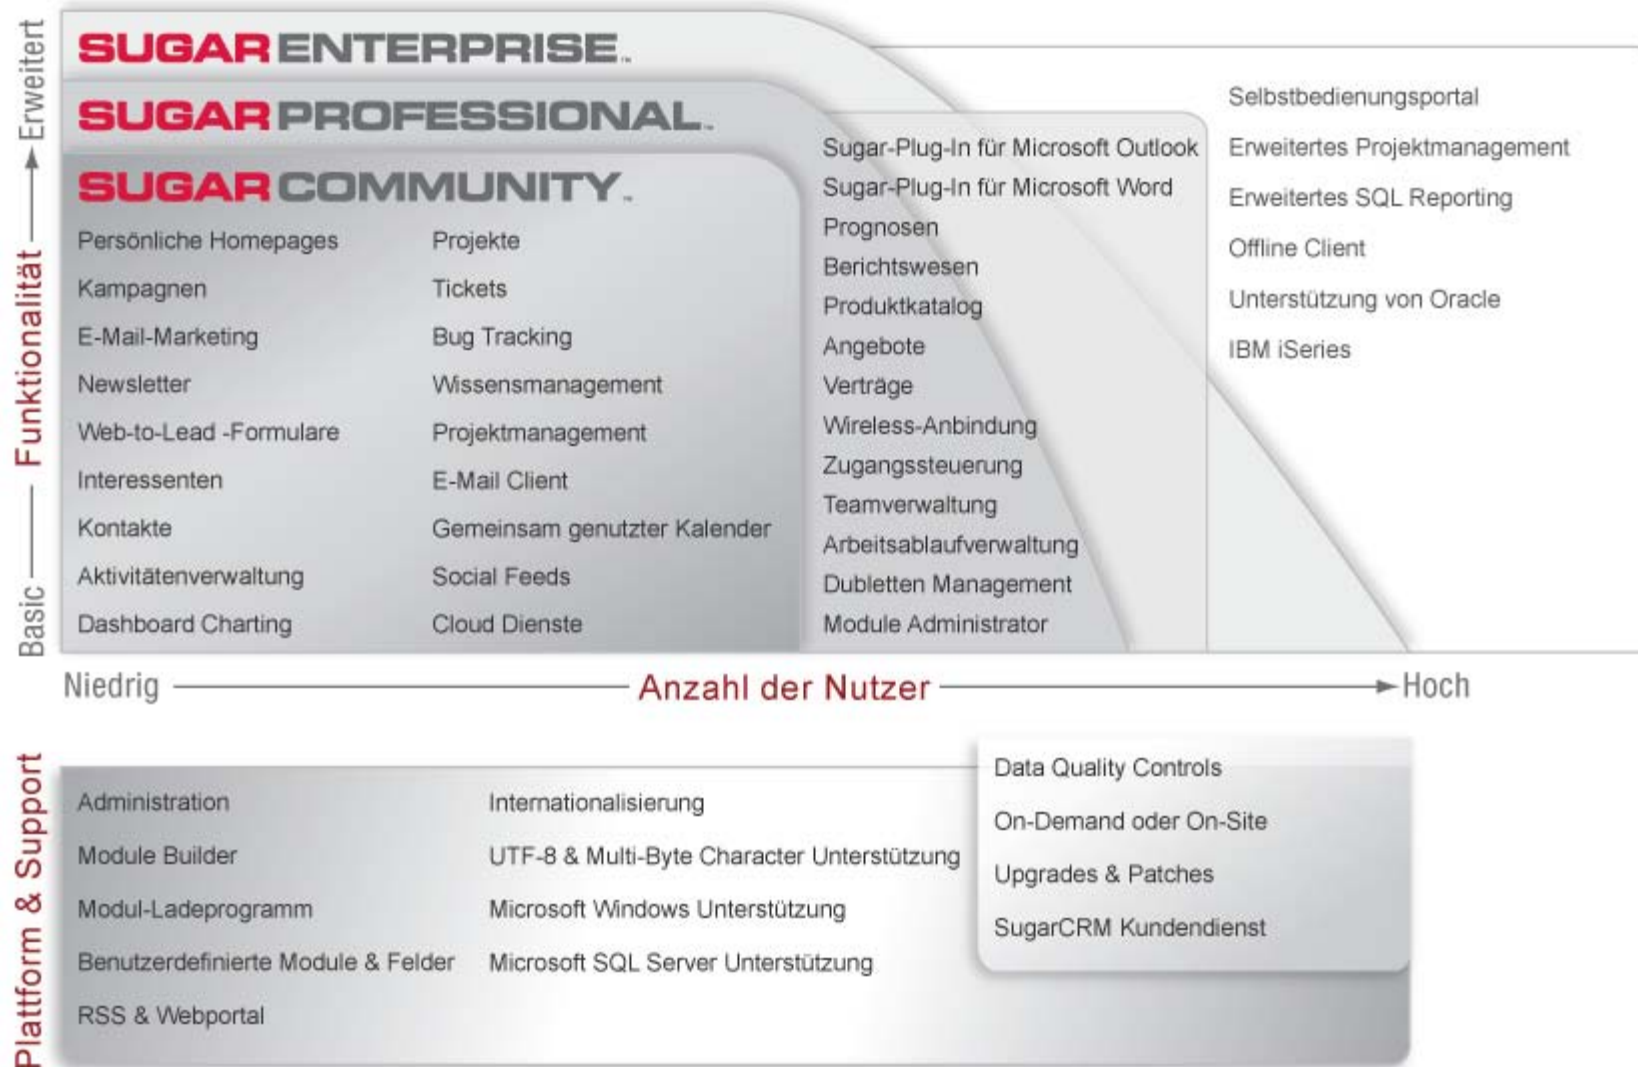 SUGAR ENTERPRISE™
SUGAR PROFESSIONAL™
SUGAR COMMUNITY™
Persönliche Homepages
Kampagnen
E-Mail-Marketing
Newsletter
Web-to-Lead -Formulare
Interessenten
Kontakte
Aktivitätenverwaltung
Dashboard Charting
Projekte
Tickets
Bug Tracking
Wissensmanagement
Projektmanagement
E-Mail Client
Gemeinsam genutzter Kalender
Social Feeds
Cloud Dienste
Sugar-Plug-In für Microsoft Outlook
Sugar-Plug-In für Microsoft Word
Prognosen
Berichtswesen
Produktkatalog
Angebote
Verträge
Wireless-Anbindung
Zugangssteuerung
Teamverwaltung
Arbeitsablaufverwaltung
Dubletten Management
Module Administrator
Selbstbedienungsportal
Erweitertes Projektmanagement
Erweitertes SQL Reporting
Offline Client
Unterstützung von Oracle
IBM iSeries
Basic Funktionalität Erweitert
Niedrig Anzahl der Nutzer Hoch
Plattform & Support
Administration
Module Builder
Modul-Ladeprogramm
Benutzerdefinierte Module & Felder
RSS & Webportal
Internationalisierung
UTF-8 & Multi-Byte Character Unterstützung
Microsoft Windows Unterstützung
Microsoft SQL Server Unterstützung
Data Quality Controls
On-Demand oder On-Site
Upgrades & Patches
SugarCRM Kundendienst